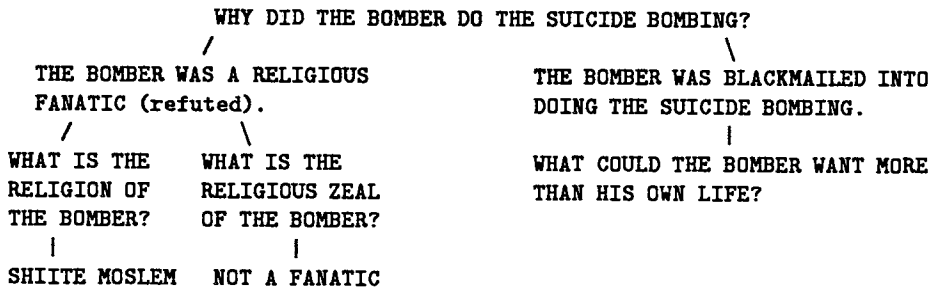 WHY DID THE BOMBER DO THE SUICIDE BOMBING?
THE BOMBER WAS A RELIGIOUS
FANATIC (refuted).
THE BOMBER WAS BLACKMAILED INTO
DOING THE SUICIDE BOMBING.
WHAT IS THE
RELIGION OF
THE BOMBER?
WHAT IS THE
RELIGIOUS ZEAL
OF THE BOMBER?
WHAT COULD THE BOMBER WANT MORE
THAN HIS OWN LIFE?
SHIITE MOSLEM
NOT A FANATIC